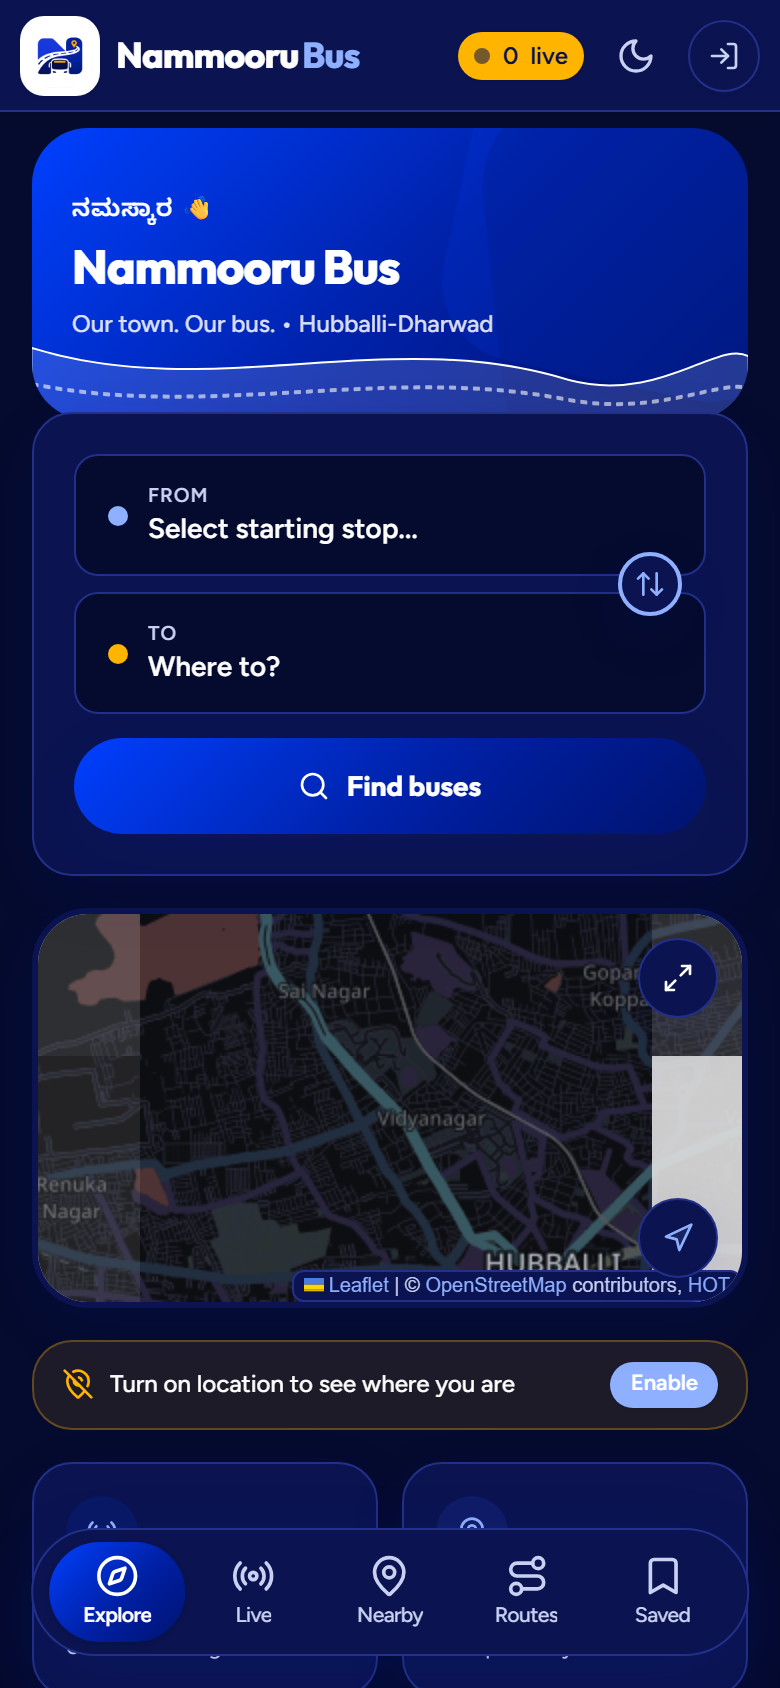 Nammooru Bus
0 live
ನಮಸ್ಕಾರ 👋
Nammooru Bus
Our town. Our bus. • Hubballi-Dharwad
FROM
Select starting stop...
TO
Where to?
Find buses
Sai Nagar
Vidyanagar
Renuka
Nagar
HUBBALLI
Leaflet | © OpenStreetMap contributors, HOT
Turn on location to see where you are
Enable
Explore
Live
Nearby
Routes
Saved